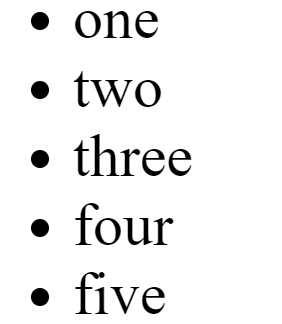 • one
• two
• three
• four
• five